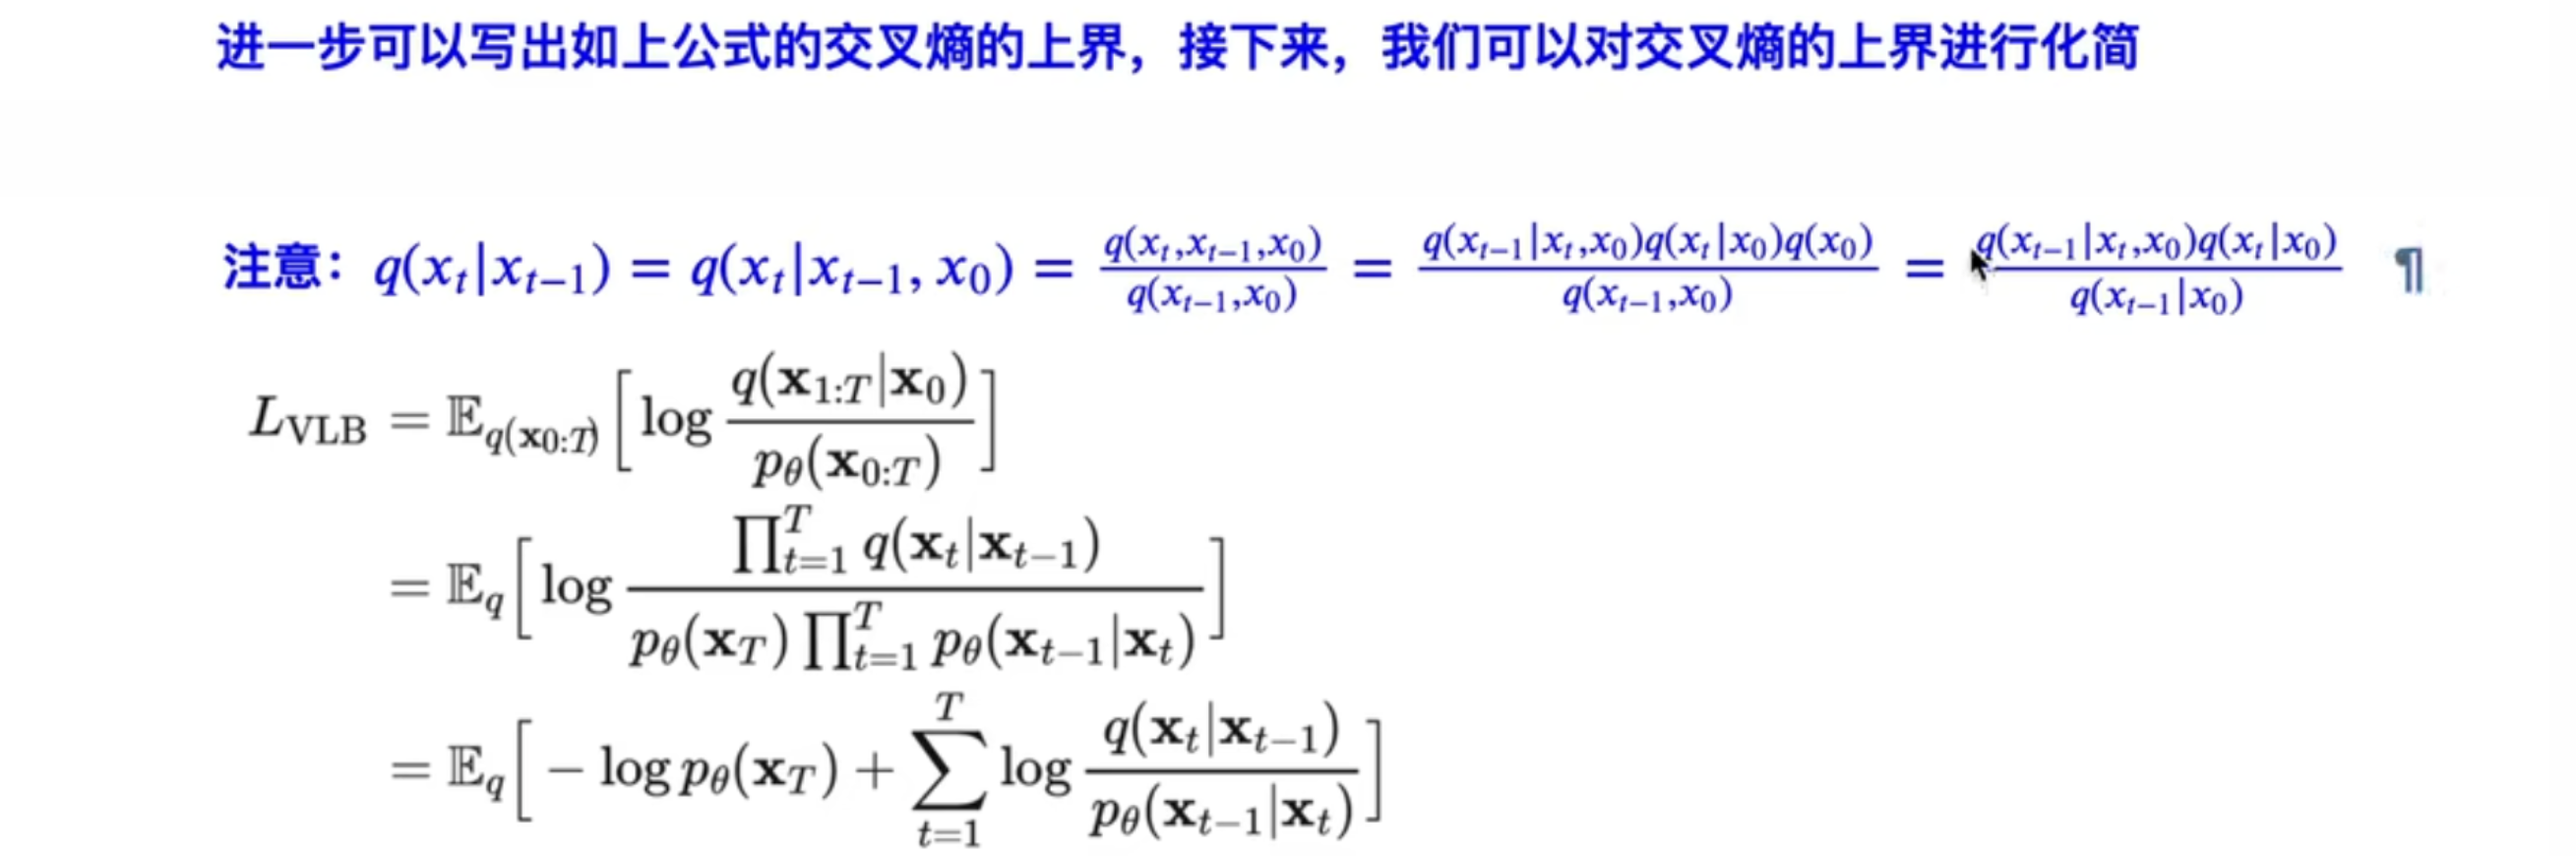 进一步可以写出如上公式的交叉熵的上界，接下来，我们可以对交叉熵的上界进行化简
注意：$q(x_t|x_{t-1}) = q(x_t|x_{t-1}, x_0) = \frac{q(x_t,x_{t-1},x_0)}{q(x_{t-1},x_0)} = \frac{q(x_{t-1}|x_t,x_0)q(x_t|x_0)q(x_0)}{q(x_{t-1},x_0)} = \frac{q(x_{t-1}|x_t,x_0)q(x_t|x_0)}{q(x_{t-1}|x_0)}$ ¶
$L_{\text{VLB}} = \mathbb{E}_{q(\mathbf{x}_{0:T})} \Big[ \log \frac{q(\mathbf{x}_{1:T}|\mathbf{x}_0)}{p_\theta(\mathbf{x}_{0:T})} \Big]$
$= \mathbb{E}_q \Big[ \log \frac{\prod_{t=1}^T q(\mathbf{x}_t|\mathbf{x}_{t-1})}{p_\theta(\mathbf{x}_T) \prod_{t=1}^T p_\theta(\mathbf{x}_{t-1}|\mathbf{x}_t)} \Big]$
$= \mathbb{E}_q \Big[ -\log p_\theta(\mathbf{x}_T) + \sum_{t=1}^T \log \frac{q(\mathbf{x}_t|\mathbf{x}_{t-1})}{p_\theta(\mathbf{x}_{t-1}|\mathbf{x}_t)} \Big]$